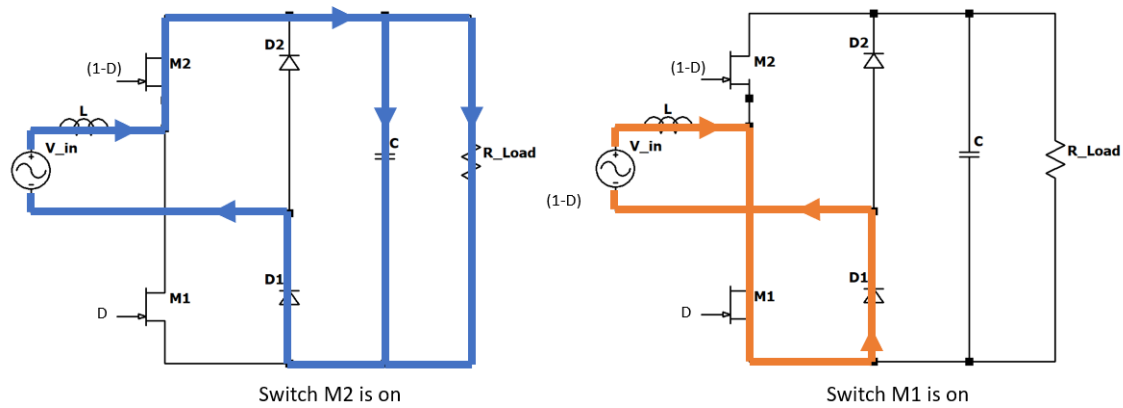 D2
M2
(1-D)
L
V_in
C
R_Load
D1
M1
D
Switch M2 is on
D2
M2
(1-D)
L
V_in
C
R_Load
(1-D)
D1
M1
D
Switch M1 is on